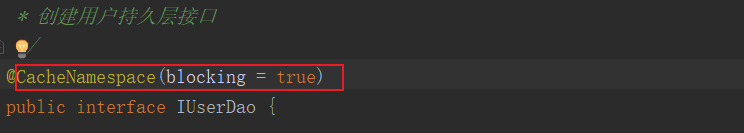 * 创建用户持久层接口
/
@CacheNamespace(blocking = true)
public interface IUserDao {